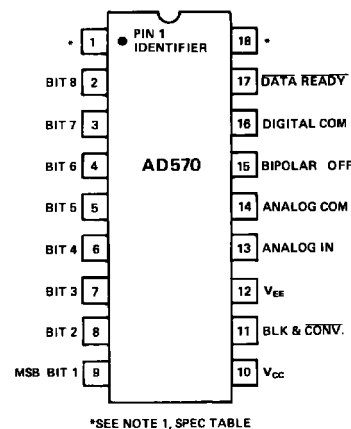 * 1 PIN 1 IDENTIFIER 18 *
BIT 8 2 17 DATA READY
BIT 7 3 16 DIGITAL COM
BIT 6 4 AD570 15 BIPOLAR OFF
BIT 5 5 14 ANALOG COM
BIT 4 6 13 ANALOG IN
BIT 3 7 12 VEE
BIT 2 8 11 BLK & CONV.
MSB BIT 1 9 10 VCC
*SEE NOTE 1, SPEC TABLE